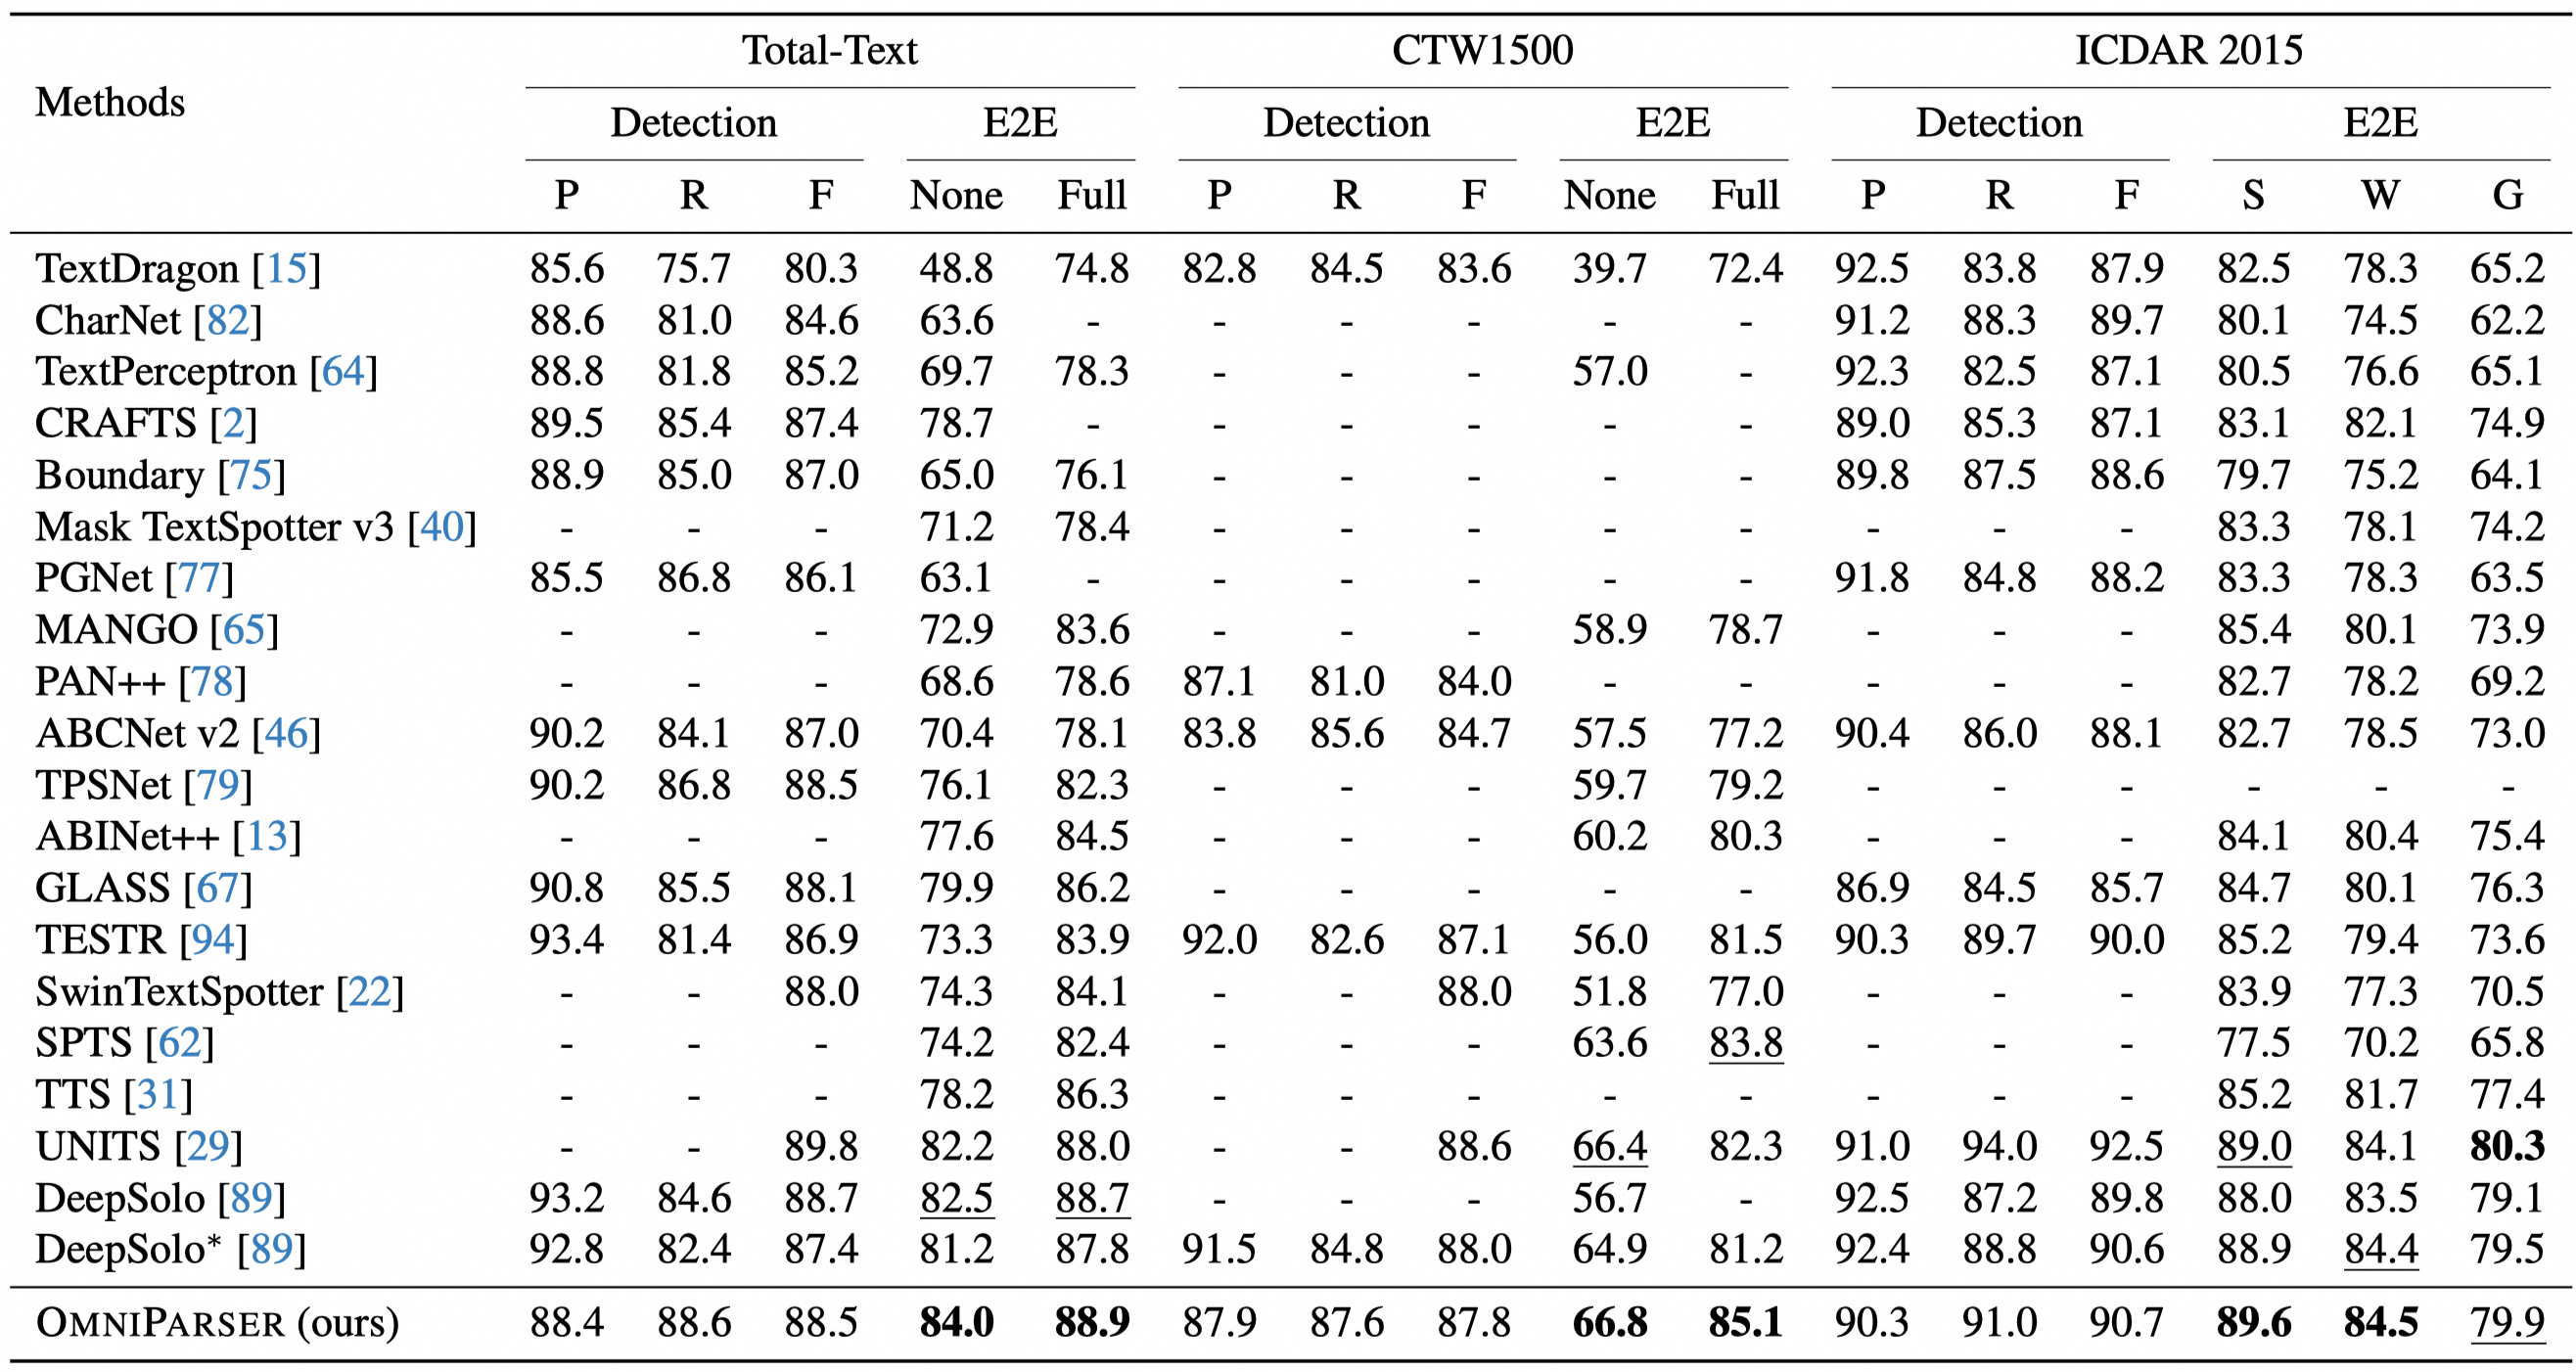 Total-Text CTW1500 ICDAR 2015
Methods
Detection E2E Detection E2E Detection E2E
P R F None Full P R F None Full P R F S W G
TextDragon [15] 85.6 75.7 80.3 48.8 74.8 82.8 84.5 83.6 39.7 72.4 92.5 83.8 87.9 82.5 78.3 65.2
CharNet [82] 88.6 81.0 84.6 63.6 - - - - - - 91.2 88.3 89.7 80.1 74.5 62.2
TextPerceptron [64] 88.8 81.8 85.2 69.7 78.3 - - - 57.0 - 92.3 82.5 87.1 80.5 76.6 65.1
CRAFTS [2] 89.5 85.4 87.4 78.7 - - - - - - 89.0 85.3 87.1 83.1 82.1 74.9
Boundary [75] 88.9 85.0 87.0 65.0 76.1 - - - - - 89.8 87.5 88.6 79.7 75.2 64.1
Mask TextSpotter v3 [40] - - - 71.2 78.4 - - - - - - - - 83.3 78.1 74.2
PGNet [77] 85.5 86.8 86.1 63.1 - - - - - - 91.8 84.8 88.2 83.3 78.3 63.5
MANGO [65] - - - 72.9 83.6 - - - 58.9 78.7 - - - 85.4 80.1 73.9
PAN++ [78] - - - 68.6 78.6 87.1 81.0 84.0 - - - - - 82.7 78.2 69.2
ABCNet v2 [46] 90.2 84.1 87.0 70.4 78.1 83.8 85.6 84.7 57.5 77.2 90.4 86.0 88.1 82.7 78.5 73.0
TPSNet [79] 90.2 86.8 88.5 76.1 82.3 - - - 59.7 79.2 - - - - - -
ABINet++ [13] - - - 77.6 84.5 - - - 60.2 80.3 - - - 84.1 80.4 75.4
GLASS [67] 90.8 85.5 88.1 79.9 86.2 - - - - - 86.9 84.5 85.7 84.7 80.1 76.3
TESTR [94] 93.4 81.4 86.9 73.3 83.9 92.0 82.6 87.1 56.0 81.5 90.3 89.7 90.0 85.2 79.4 73.6
SwinTextSpotter [22] - - 88.0 74.3 84.1 - - 88.0 51.8 77.0 - - - 83.9 77.3 70.5
SPTS [62] - - - 74.2 82.4 - - - 63.6 83.8 - - - 77.5 70.2 65.8
TTS [31] - - - 78.2 86.3 - - - - - - - - 85.2 81.7 77.4
UNITS [29] - - 89.8 82.2 88.0 - - 88.6 66.4 82.3 91.0 94.0 92.5 89.0 84.1 80.3
DeepSolo [89] 93.2 84.6 88.7 82.5 88.7 - - - 56.7 - 92.5 87.2 89.8 88.0 83.5 79.1
DeepSolo* [89] 92.8 82.4 87.4 81.2 87.8 91.5 84.8 88.0 64.9 81.2 92.4 88.8 90.6 88.9 84.4 79.5
OMNIPARSER (ours) 88.4 88.6 88.5 84.0 88.9 87.9 87.6 87.8 66.8 85.1 90.3 91.0 90.7 89.6 84.5 79.9